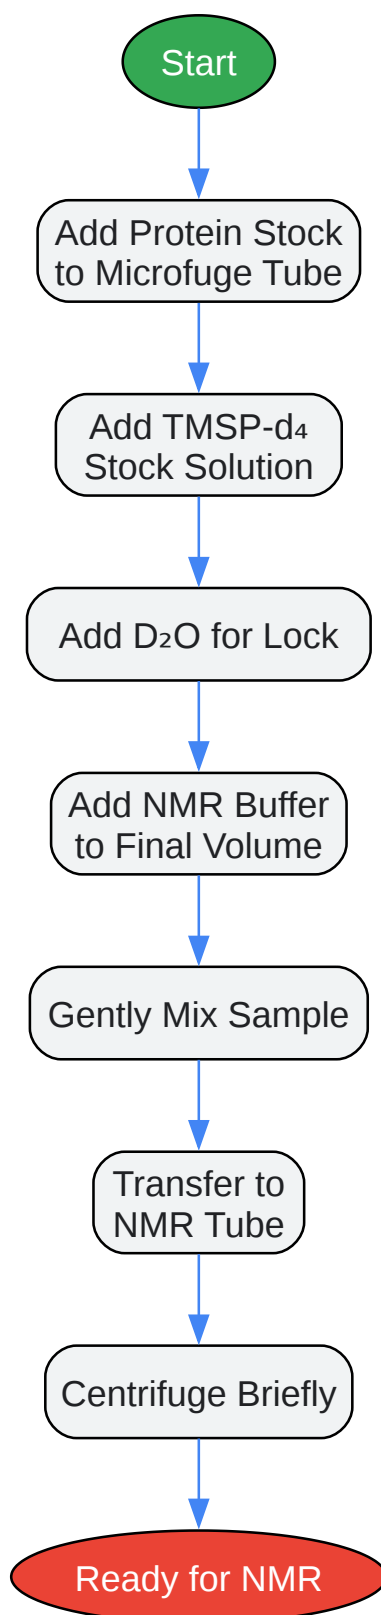 Start
Add Protein Stock
to Microfuge Tube
Add TMSP-d₄
Stock Solution
Add D₂O for Lock
Add NMR Buffer
to Final Volume
Gently Mix Sample
Transfer to
NMR Tube
Centrifuge Briefly
Ready for NMR